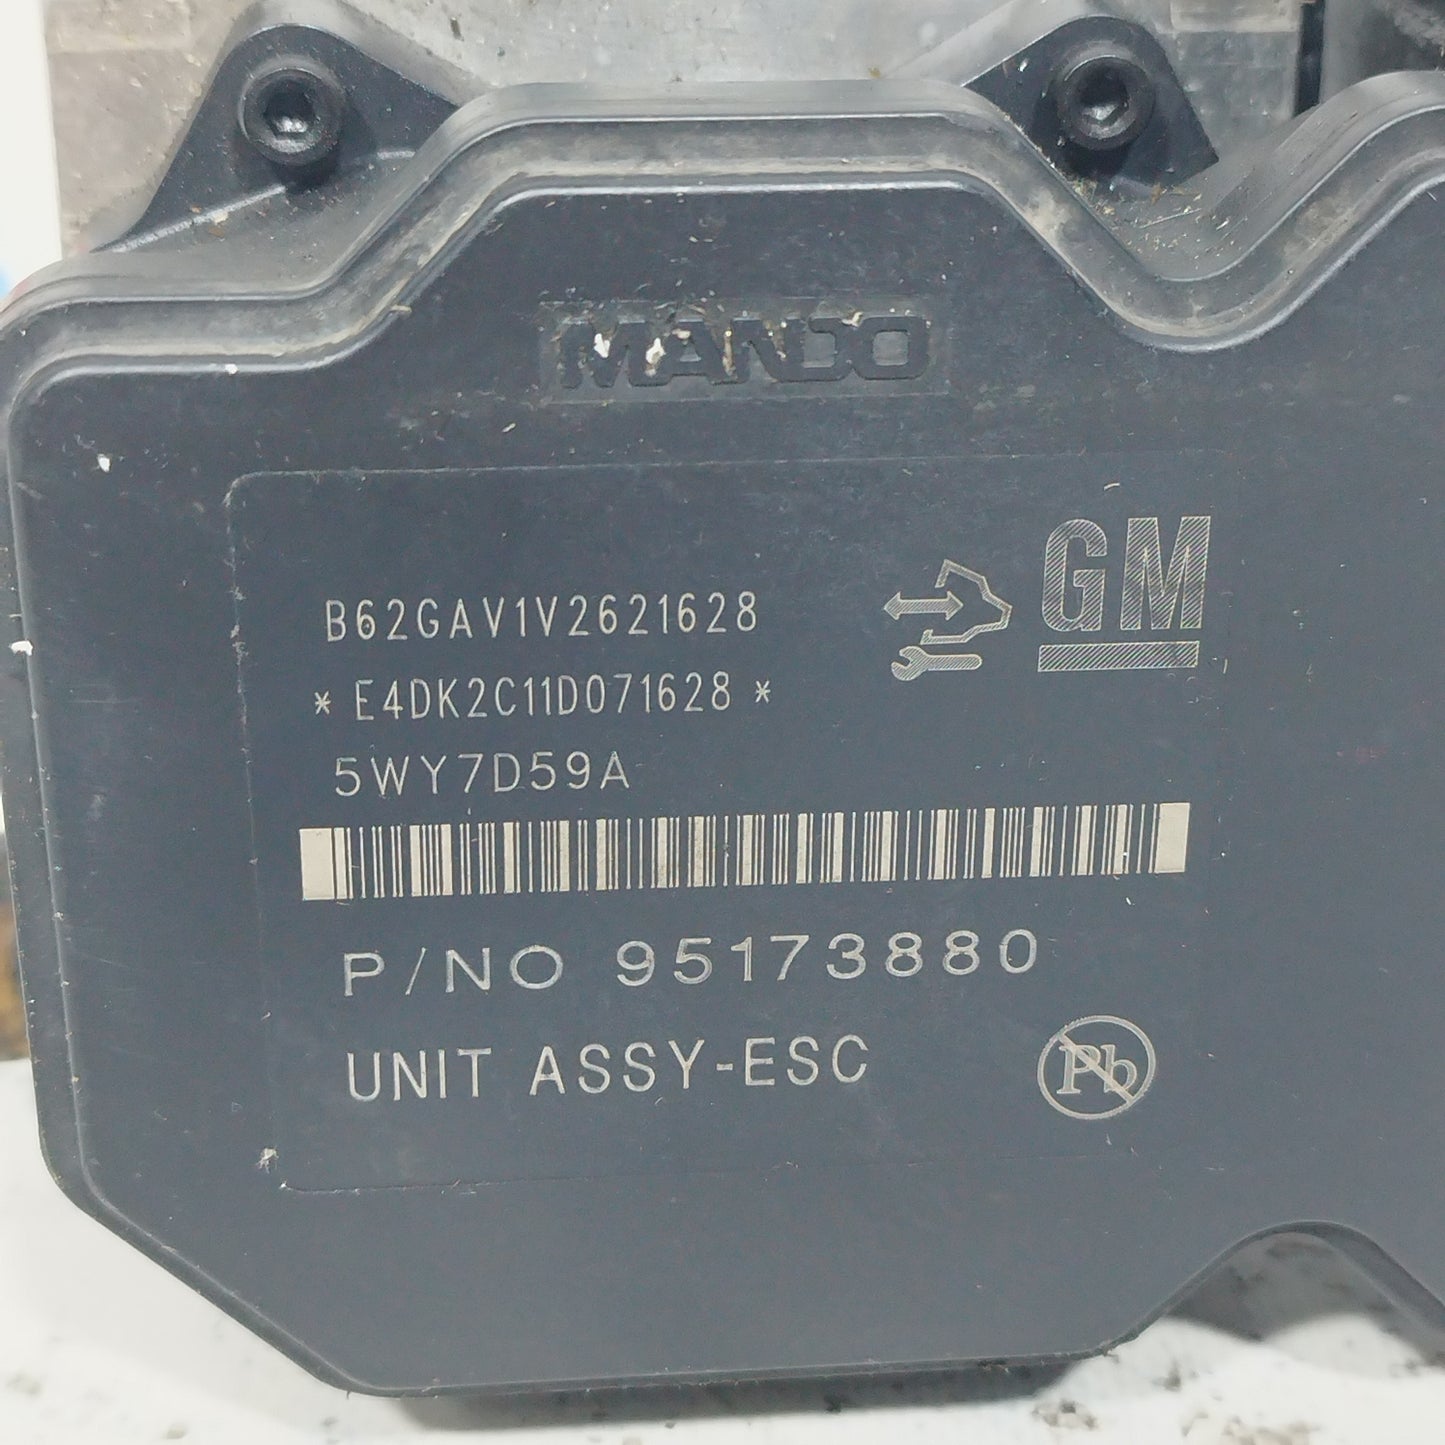 MANDO
GM
B62GAV1V2621628
* E4DK2C11D071628 *
5WY7D59A
P/NO 95173880
UNIT ASSY-ESC
Pb